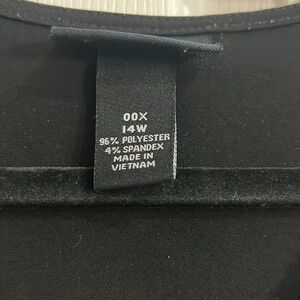 00X
14W
96% POLYESTER
4% SPANDEX
MADE IN
VIETNAM